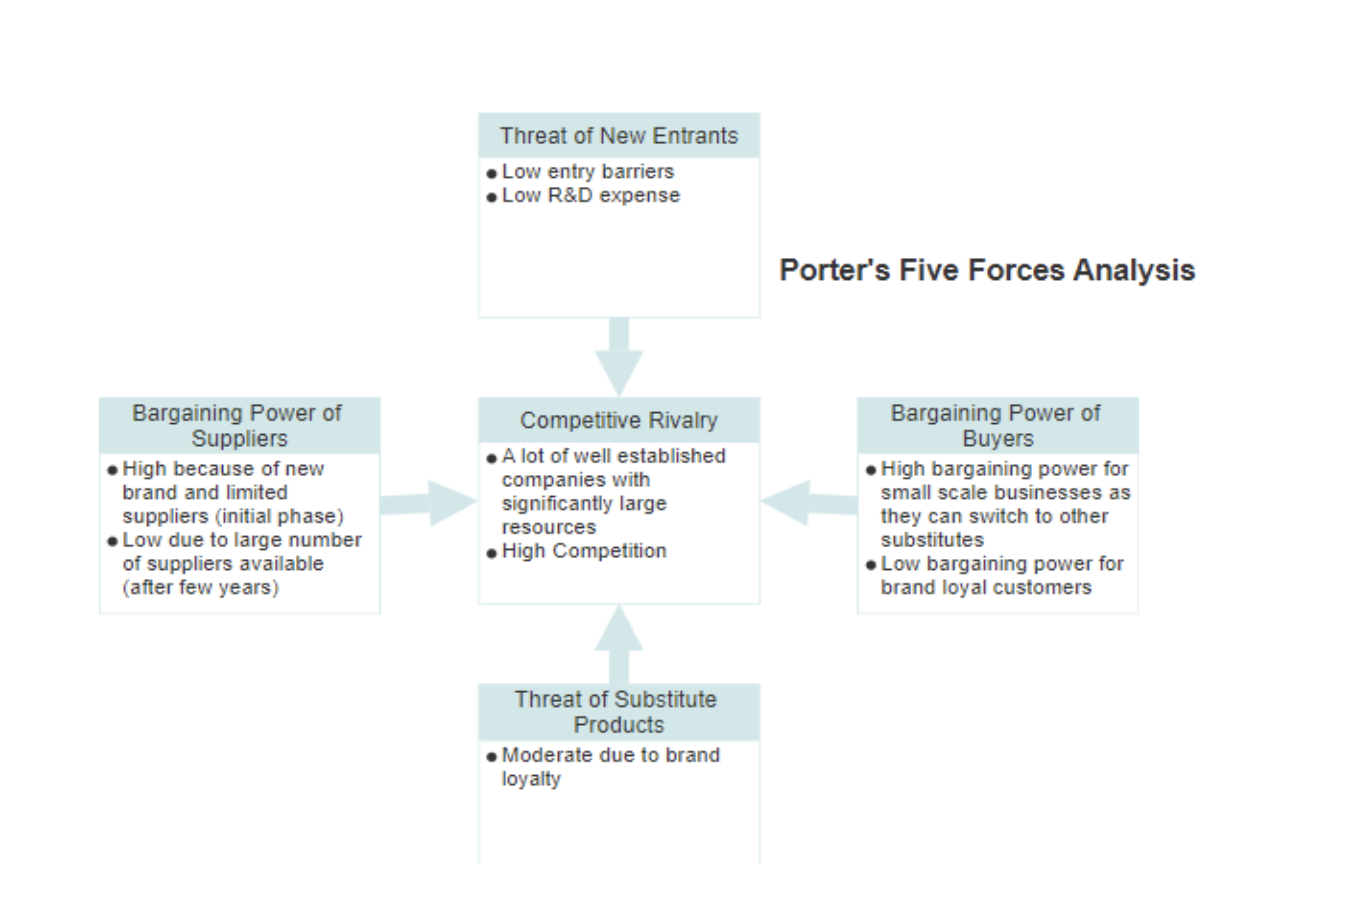 Threat of New Entrants
● Low entry barriers
● Low R&D expense
Porter's Five Forces Analysis
Bargaining Power of
Suppliers
● High because of new
brand and limited
suppliers (initial phase)
● Low due to large number
of suppliers available
(after few years)
Competitive Rivalry
● A lot of well established
companies with
significantly large
resources
● High Competition
Bargaining Power of
Buyers
● High bargaining power for
small scale businesses as
they can switch to other
substitutes
● Low bargaining power for
brand loyal customers
Threat of Substitute
Products
● Moderate due to brand
loyalty